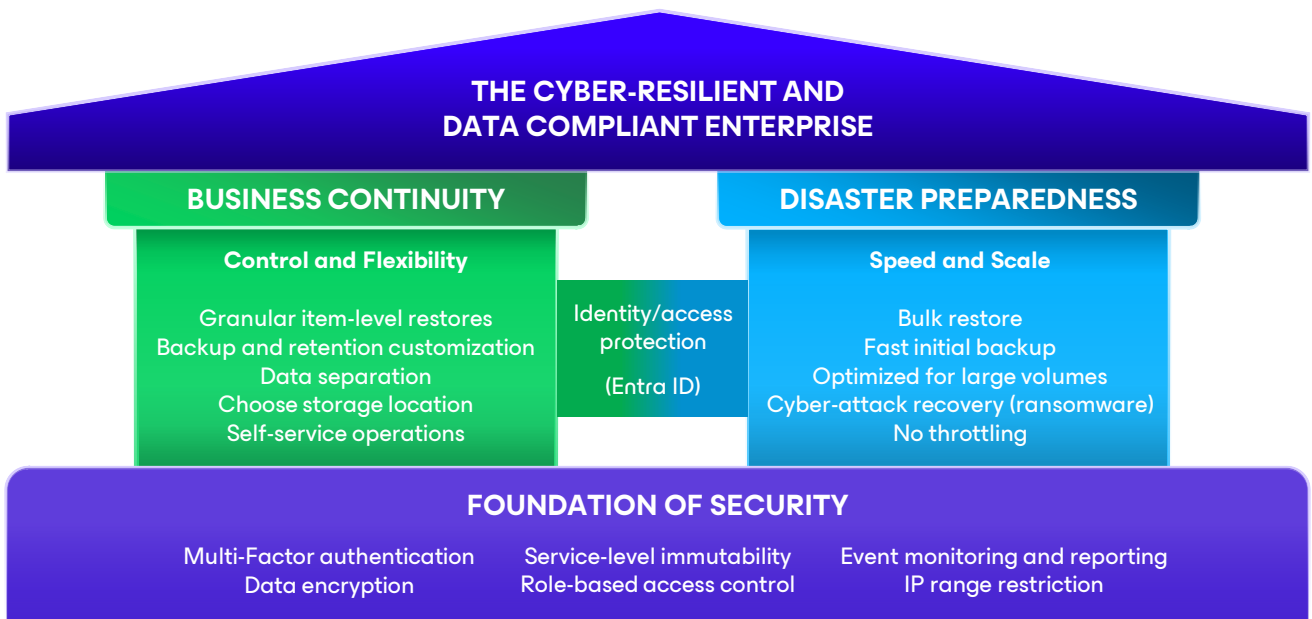 THE CYBER-RESILIENT AND
DATA COMPLIANT ENTERPRISE
BUSINESS CONTINUITY
Control and Flexibility
Granular item-level restores
Backup and retention customization
Data separation
Choose storage location
Self-service operations
Identity/access
protection
(Entra ID)
DISASTER PREPAREDNESS
Speed and Scale
Bulk restore
Fast initial backup
Optimized for large volumes
Cyber-attack recovery (ransomware)
No throttling
FOUNDATION OF SECURITY
Multi-Factor authentication
Data encryption
Service-level immutability
Role-based access control
Event monitoring and reporting
IP range restriction